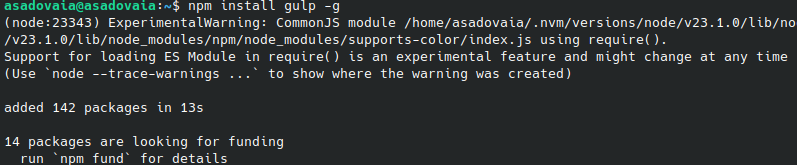 asadovaia@asadovaia:~$ npm install gulp -g
(node:23343) ExperimentalWarning: CommonJS module /home/asadovaia/.nvm/versions/node/v23.1.0/lib/no
/v23.1.0/lib/node_modules/npm/node_modules/supports-color/index.js using require().
Support for loading ES Module in require() is an experimental feature and might change at any time
(Use `node --trace-warnings ...` to show where the warning was created)
added 142 packages in 13s
14 packages are looking for funding
run `npm fund` for details